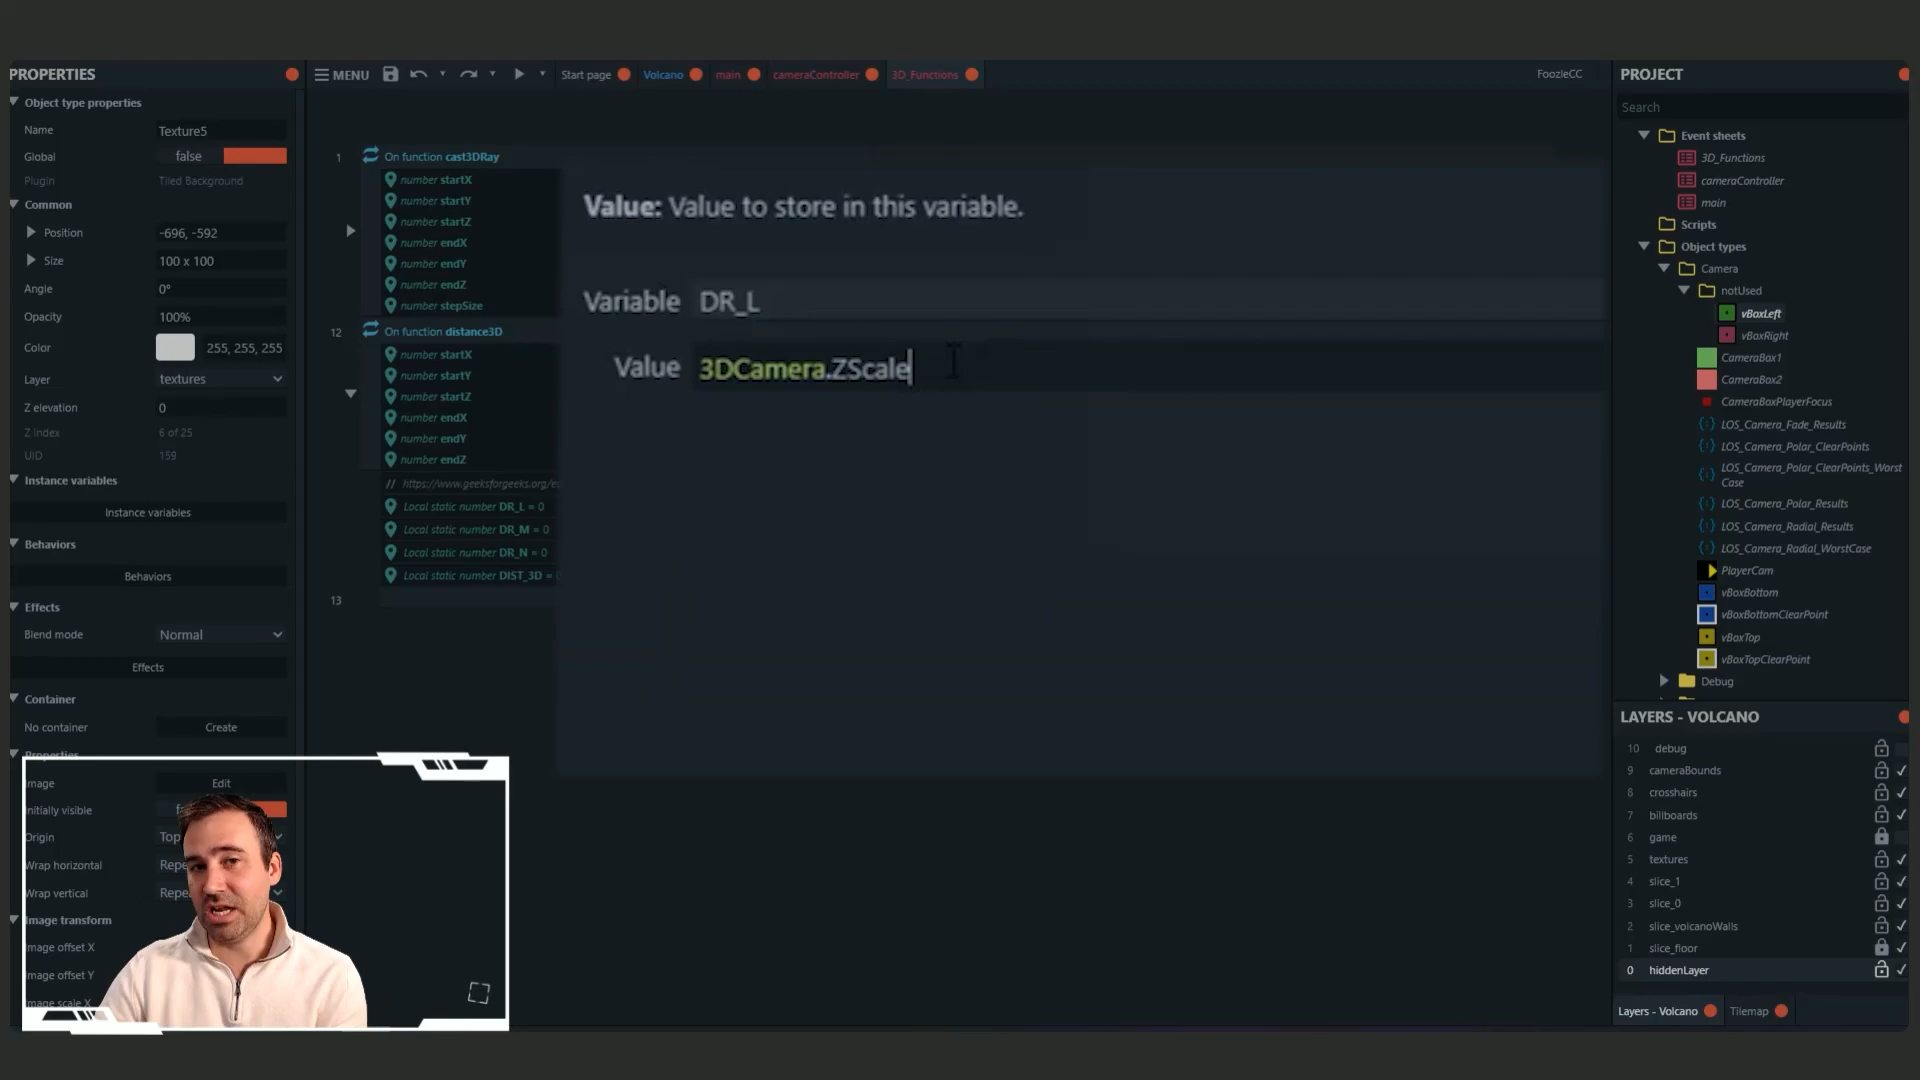 PROPERTIES
Object type properties
Name Texture5
Global false
Plugin Tiled Background
Common
Position -696, -592
Size 100 x 100
Angle 0°
Opacity 100%
Color 255, 255, 255
Layer textures
Z elevation 0
Z index 6 of 25
UID 159
Instance variables
Instance variables
Behaviors
Behaviors
Effects
Blend mode Normal
Effects
Container
No container Create
Properties
Image Edit
Initially visible
Origin Top
Wrap horizontal
Wrap vertical
Image transform
Image offset X
Image offset Y
Image scale X
MENU
Start page Volcano main cameraController 3D_Functions
FoozleCC
1 On function cast3DRay
number startX
number startY
number startZ
number endX
number endY
number endZ
number stepSize
12 On function distance3D
number startX
number startY
number startZ
number endX
number endY
number endZ
// https://www.geeksforgeeks.org/
Local static number DR_L = 0
Local static number DR_M = 0
Local static number DR_N = 0
Local static number DIST_3D =
13
Value: Value to store in this variable.
Variable DR_L
Value 3DCamera.ZScale
PROJECT
Search
Event sheets
3D_Functions
cameraController
main
Scripts
Object types
Camera
notUsed
vBoxLeft
vBoxRight
CameraBox1
CameraBox2
CameraBoxPlayerFocus
LOS_Camera_Fade_Results
LOS_Camera_Polar_ClearPoints
LOS_Camera_Polar_ClearPoints_Worst
Case
LOS_Camera_Polar_Results
LOS_Camera_Radial_Results
LOS_Camera_Radial_WorstCase
PlayerCam
vBoxBottom
vBoxBottomClearPoint
vBoxTop
vBoxTopClearPoint
Debug
LAYERS - VOLCANO
10 debug
9 cameraBounds
8 crosshairs
7 billboards
6 game
5 textures
4 slice_1
3 slice_0
2 slice_volcanoWalls
1 slice_floor
0 hiddenLayer
Layers - Volcano Tilemap